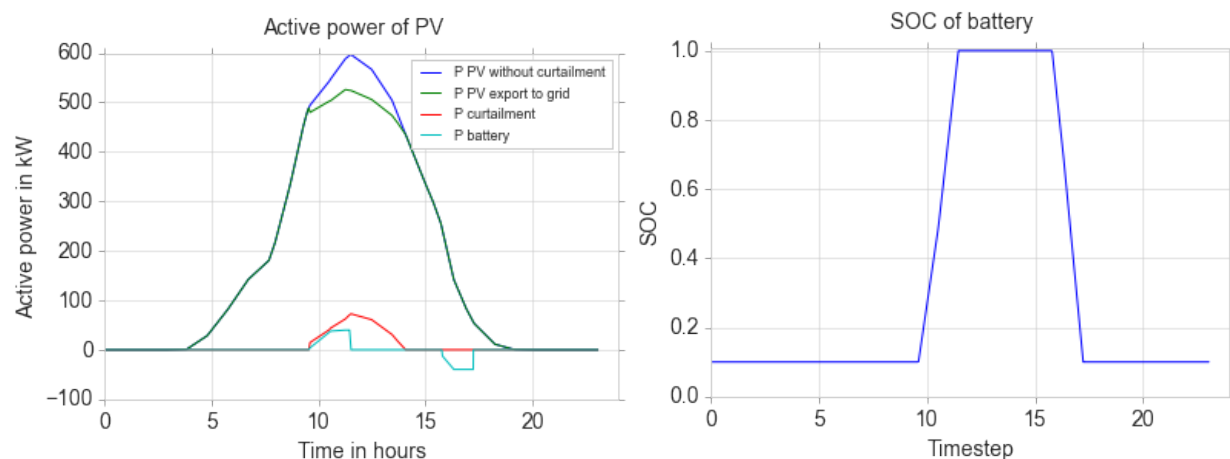 Active power of PV
600
500
400
300
200
100
0
−100
Active power in kW
P PV without curtailment
P PV export to grid
P curtailment
P battery
0 5 10 15 20
Time in hours
SOC of battery
1.0
0.8
0.6
0.4
0.2
0.0
SOC
0 5 10 15 20
Timestep